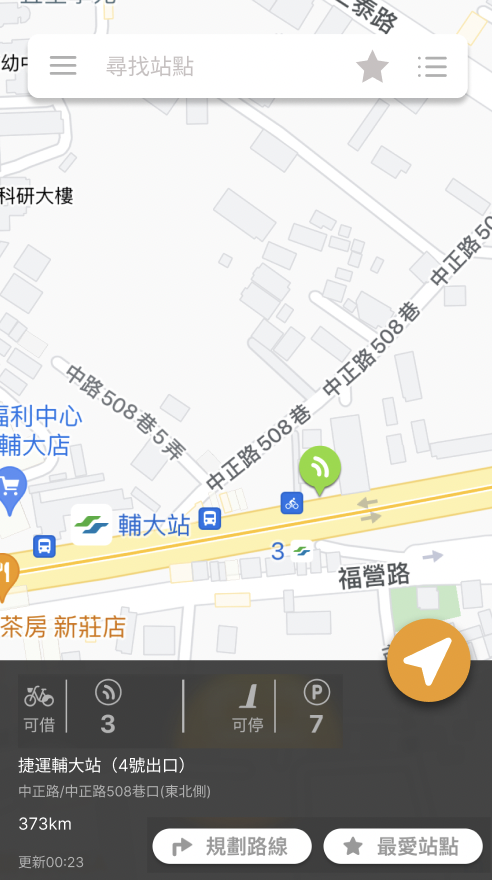 三泰路
尋找站點
幼中
科研大樓
中正路508巷
中正路508巷
中正路508巷
中路508巷5弄
福利中心
輔大店
輔大站
3
福營路
茶房 新莊店
可借
3
可停
P
7
捷運輔大站（4號出口）
中正路/中正路508巷口(東北側)
373km
規劃路線
最愛站點
更新00:23